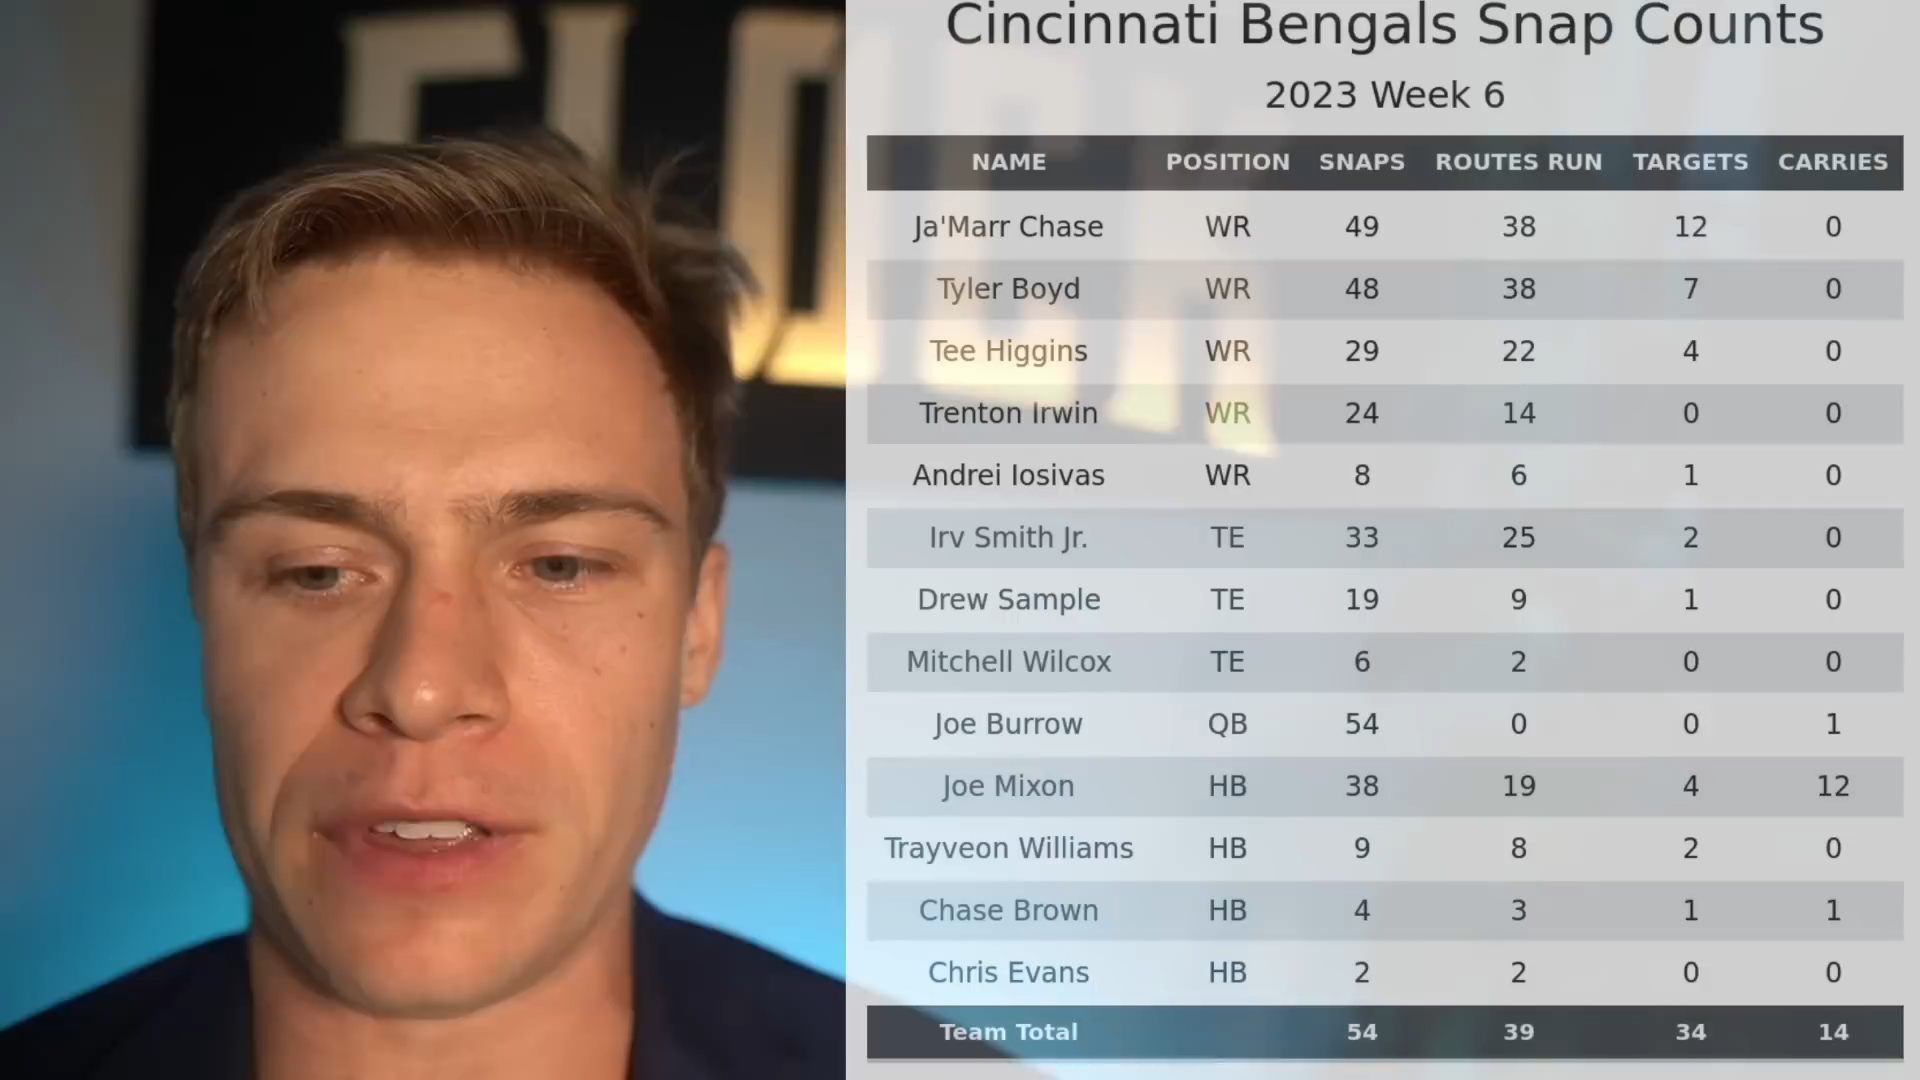 Cincinnati Bengals Snap Counts
2023 Week 6
NAME POSITION SNAPS ROUTES RUN TARGETS CARRIES
Ja'Marr Chase WR 49 38 12 0
Tyler Boyd WR 48 38 7 0
Tee Higgins WR 29 22 4 0
Trenton Irwin WR 24 14 0 0
Andrei Iosivas WR 8 6 1 0
Irv Smith Jr. TE 33 25 2 0
Drew Sample TE 19 9 1 0
Mitchell Wilcox TE 6 2 0 0
Joe Burrow QB 54 0 0 1
Joe Mixon HB 38 19 4 12
Trayveon Williams HB 9 8 2 0
Chase Brown HB 4 3 1 1
Chris Evans HB 2 2 0 0
Team Total 54 39 34 14